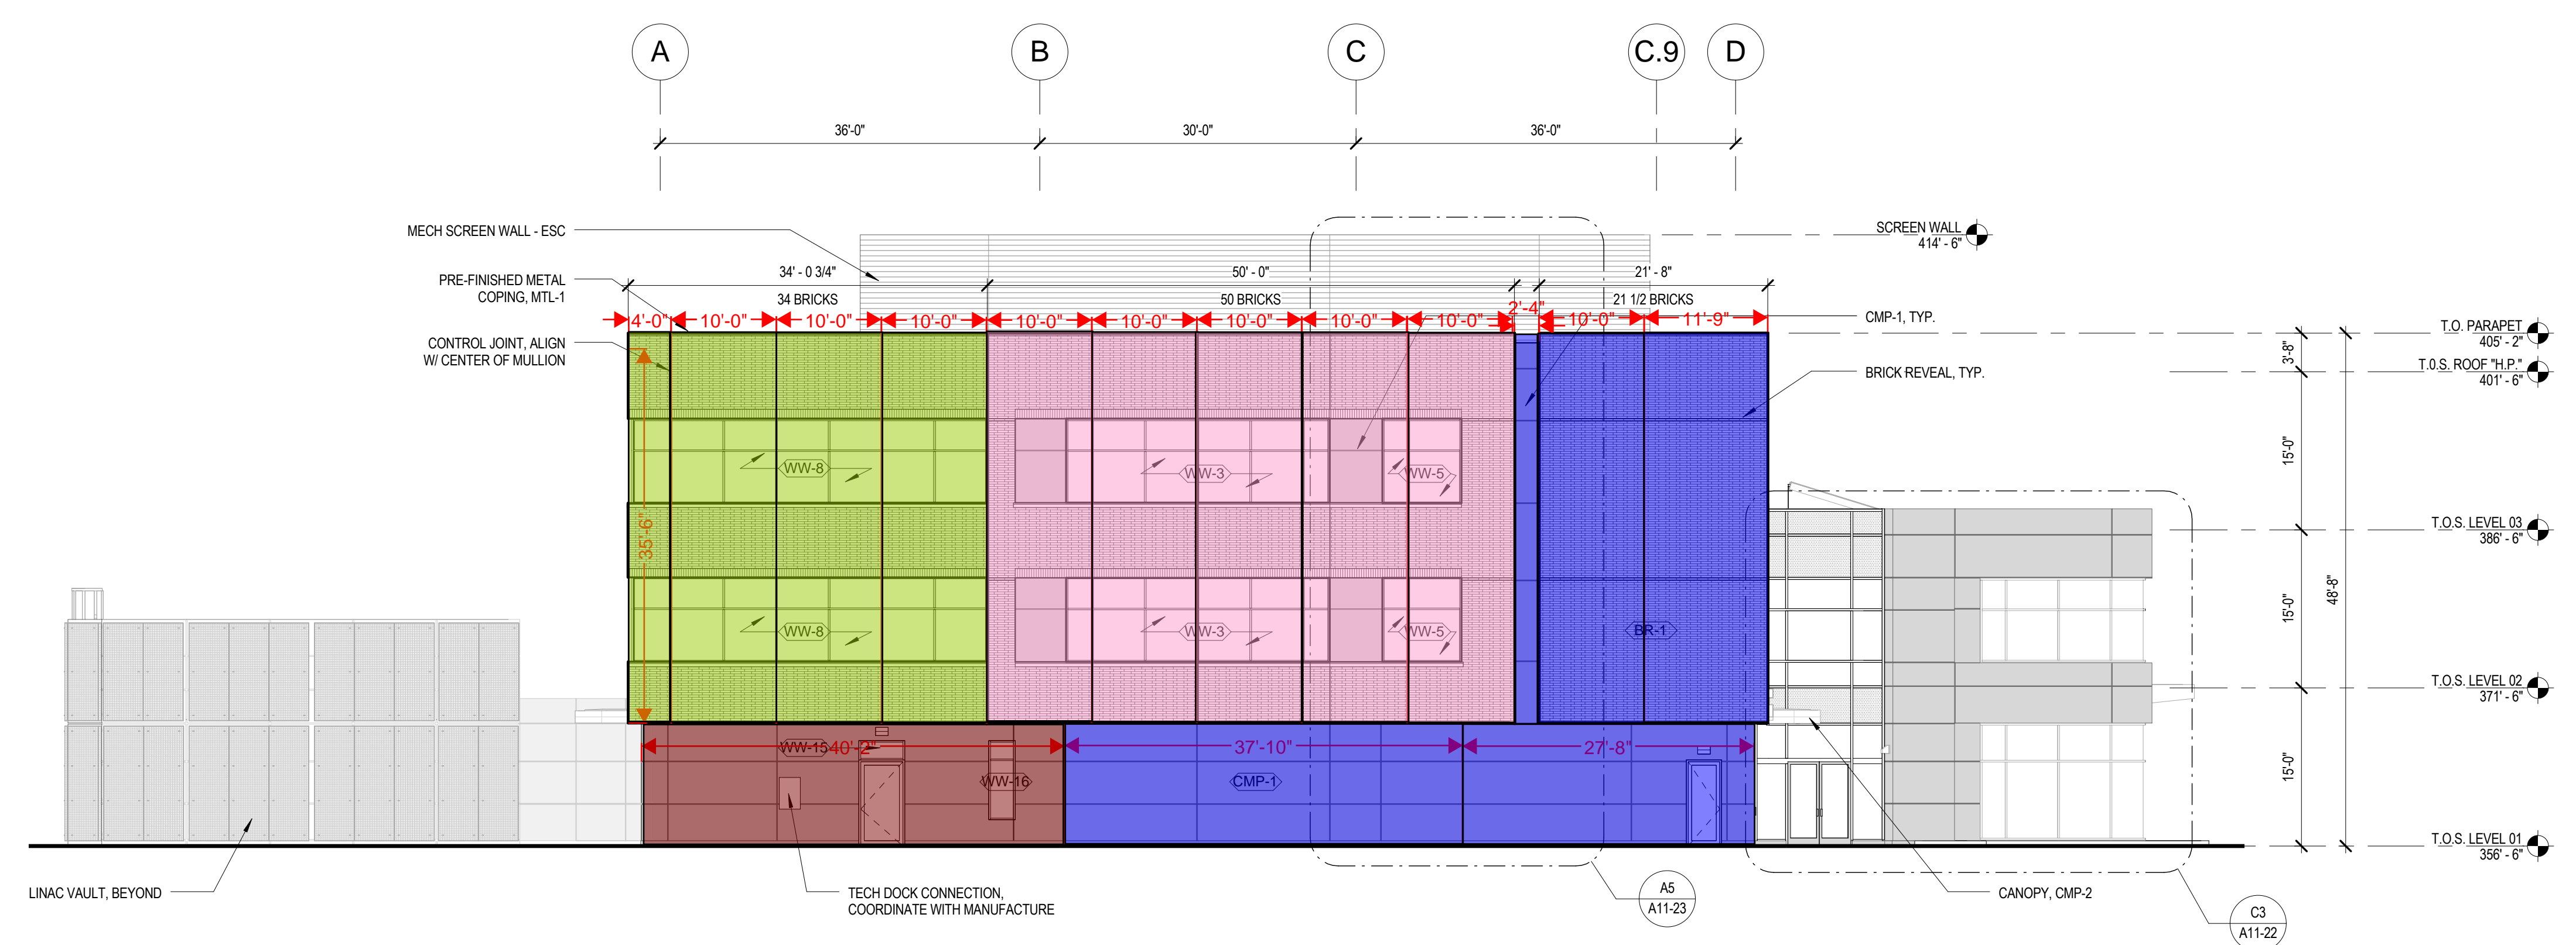 A B C C.9 D
36'-0" 30'-0" 36'-0"
MECH SCREEN WALL - ESC
SCREEN WALL
414' - 6"
PRE-FINISHED METAL
COPING, MTL-1
34' - 0 3/4" 50' - 0" 21' - 8"
34 BRICKS 50 BRICKS 21 1/2 BRICKS
2'-4"
4'-0" 10'-0" 10'-0" 10'-0" 10'-0" 10'-0" 10'-0" 10'-0" 10'-0" 10'-0" 11'-9"
CMP-1, TYP.
CONTROL JOINT, ALIGN
W/ CENTER OF MULLION
BRICK REVEAL, TYP.
T.O. PARAPET
405' - 2"
3'-8"
T.0.S. ROOF "H.P."
401' - 6"
15'-0"
WW-8 WW-3 WW-5
35'-6"
T.O.S. LEVEL 03
386' - 6"
15'-0"
48'-8"
WW-8 WW-3 WW-5 BR-1
T.O.S. LEVEL 02
371' - 6"
WW-15 40'-2" 37'-10" 27'-8"
15'-0"
WW-16 CMP-1
T.O.S. LEVEL 01
356' - 6"
LINAC VAULT, BEYOND
TECH DOCK CONNECTION,
COORDINATE WITH MANUFACTURE
A5
A11-23
CANOPY, CMP-2
C3
A11-22